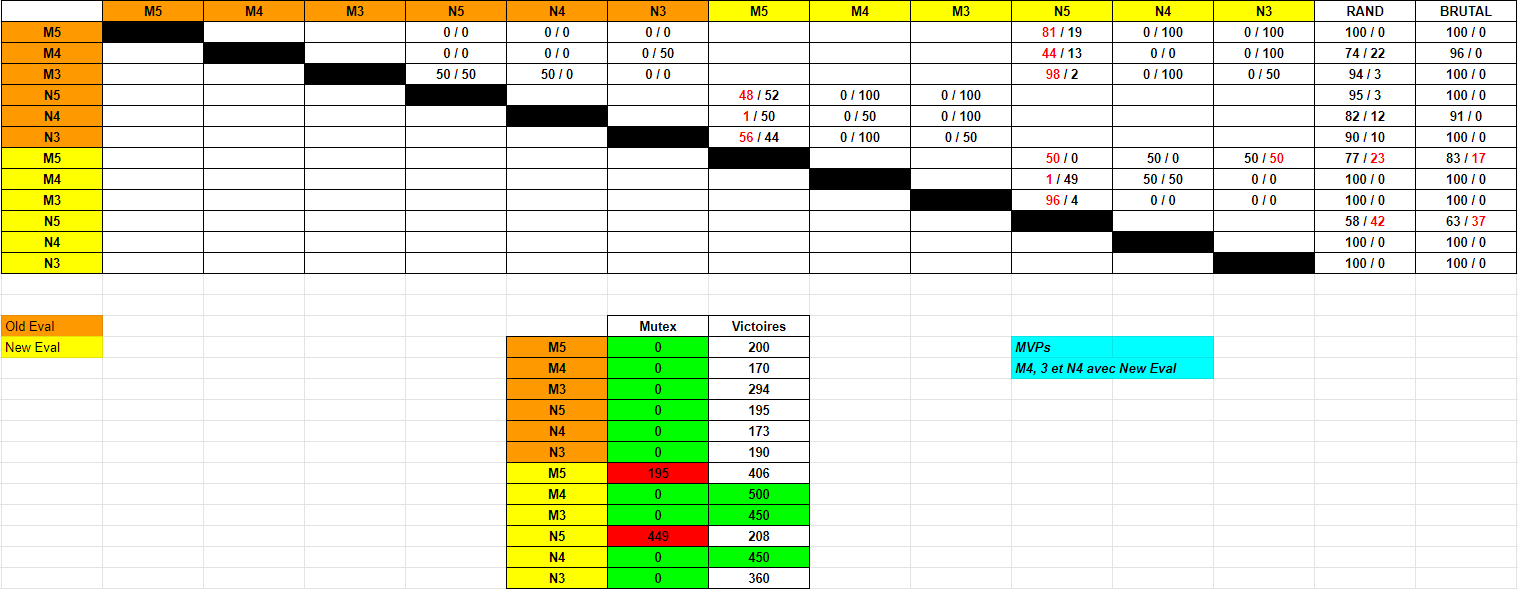 M5 M4 M3 N5 N4 N3 M5 M4 M3 N5 N4 N3 RAND BRUTAL
M5 0 / 0 0 / 0 0 / 0 81 / 19 0 / 100 0 / 100 100 / 0 100 / 0
M4 0 / 0 0 / 0 0 / 50 44 / 13 0 / 0 0 / 100 74 / 22 96 / 0
M3 50 / 50 50 / 0 0 / 0 98 / 2 0 / 100 0 / 50 94 / 3 100 / 0
N5 48 / 52 0 / 100 0 / 100 95 / 3 100 / 0
N4 1 / 50 0 / 50 0 / 100 82 / 12 91 / 0
N3 56 / 44 0 / 100 0 / 50 90 / 10 100 / 0
M5 50 / 0 50 / 0 50 / 50 77 / 23 83 / 17
M4 1 / 49 50 / 50 0 / 0 100 / 0 100 / 0
M3 96 / 4 0 / 0 0 / 0 100 / 0 100 / 0
N5 58 / 42 63 / 37
N4 100 / 0 100 / 0
N3 100 / 0 100 / 0
Old Eval Mutex Victoires
New Eval M5 0 200 MVPs
M4 0 170 M4, 3 et N4 avec New Eval
M3 0 294
N5 0 195
N4 0 173
N3 0 190
M5 195 406
M4 0 500
M3 0 450
N5 449 208
N4 0 450
N3 0 360